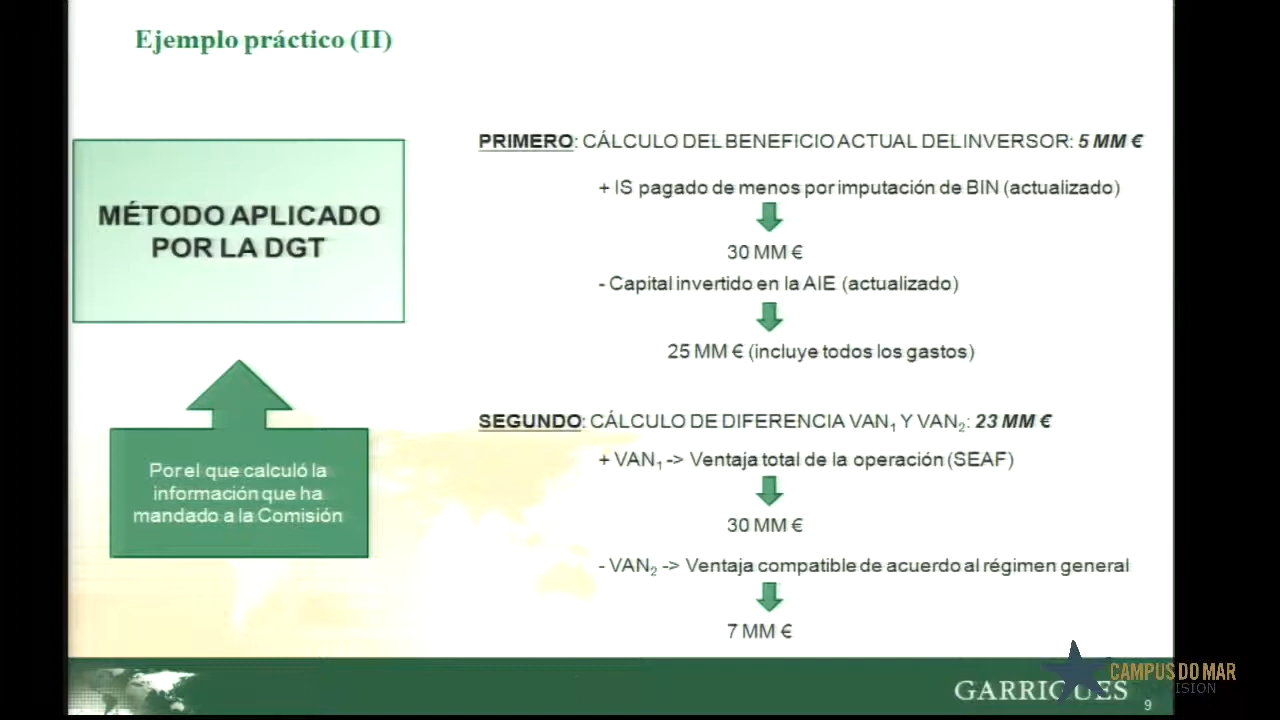 Ejemplo práctico (II)
MÉTODO APLICADO
POR LA DGT
Por el que calculó la
información que ha
mandado a la Comisión
PRIMERO: CÁLCULO DEL BENEFICIO ACTUAL DEL INVERSOR: 5 MM €
+ IS pagado de menos por imputación de BIN (actualizado)
30 MM €
- Capital invertido en la AIE (actualizado)
25 MM € (incluye todos los gastos)
SEGUNDO: CÁLCULO DE DIFERENCIA VAN₁ Y VAN₂: 23 MM €
+ VAN₁ -> Ventaja total de la operación (SEAF)
30 MM €
- VAN₂ -> Ventaja compatible de acuerdo al régimen general
7 MM €
GARRIGUES
CAMPUS DO MAR
9